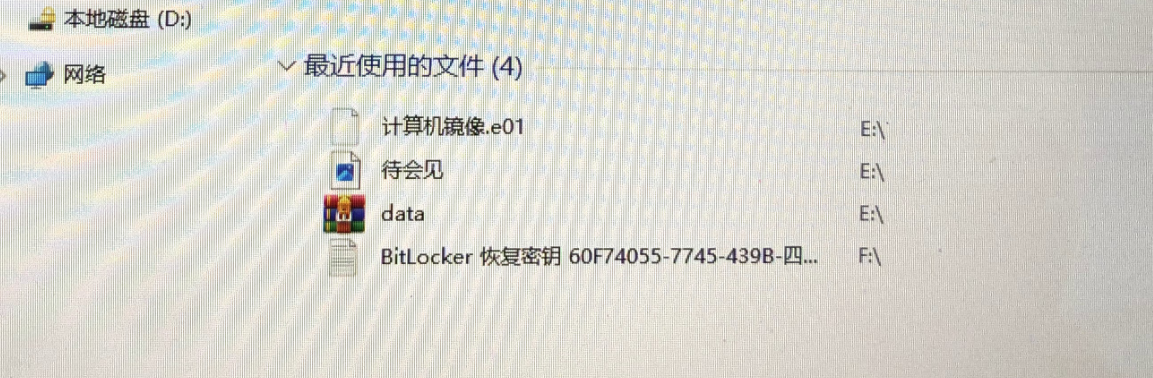 本地磁盘 (D:)
网络
最近使用的文件 (4)
计算机镜像.e01 E:\
待会见 E:\
data E:\
BitLocker 恢复密钥 60F74055-7745-439B-四... F:\